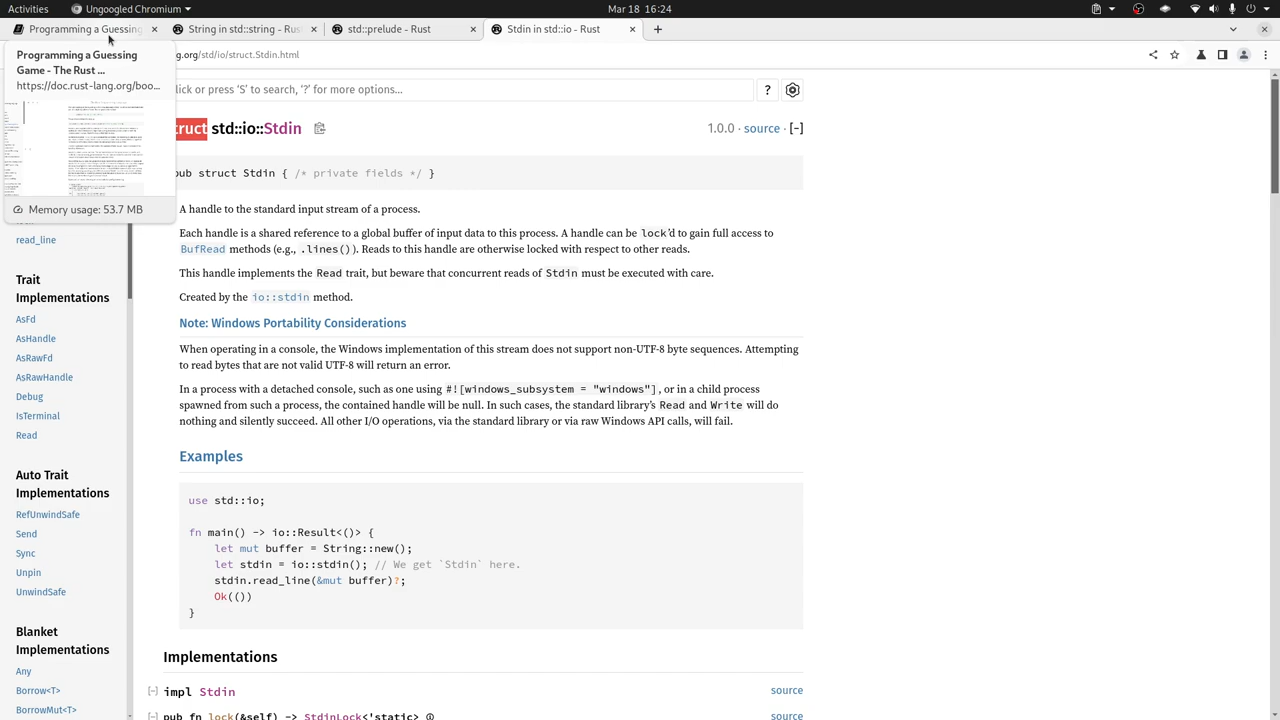 Activities
Ungoogled Chromium
Mar 18 16:24
Programming a Guessing
String in std::string - Rust
std::prelude - Rust
Stdin in std::io - Rust
.org/std/io/struct.Stdin.html
Programming a Guessing
Game - The Rust ...
https://doc.rust-lang.org/boo...
Memory usage: 53.7 MB
click or press 'S' to search, '?' for more options...
?
struct std::io::Stdin
.0.0 · source · [-]
pub struct Stdin { /* private fields */ }
A handle to the standard input stream of a process.
Each handle is a shared reference to a global buffer of input data to this process. A handle can be lock'd to gain full access to
BufRead methods (e.g., .lines()). Reads to this handle are otherwise locked with respect to other reads.
This handle implements the Read trait, but beware that concurrent reads of Stdin must be executed with care.
Created by the io::stdin method.
Note: Windows Portability Considerations
When operating in a console, the Windows implementation of this stream does not support non-UTF-8 byte sequences. Attempting
to read bytes that are not valid UTF-8 will return an error.
In a process with a detached console, such as one using #![windows_subsystem = "windows"], or in a child process
spawned from such a process, the contained handle will be null. In such cases, the standard library's Read and Write will do
nothing and silently succeed. All other I/O operations, via the standard library or via raw Windows API calls, will fail.
Examples
use std::io;
fn main() -> io::Result<()> {
let mut buffer = String::new();
let stdin = io::stdin(); // We get `Stdin` here.
stdin.read_line(&mut buffer)?;
Ok(())
}
Implementations
[-] impl Stdin
source
pub fn lock(&self) -> StdinLock<'static> ⓘ
source
read_line
Trait
Implementations
AsFd
AsHandle
AsRawFd
AsRawHandle
Debug
IsTerminal
Read
Auto Trait
Implementations
RefUnwindSafe
Send
Sync
Unpin
UnwindSafe
Blanket
Implementations
Any
Borrow<T>
BorrowMut<T>